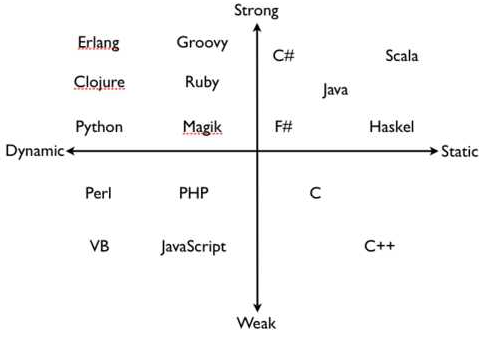 Strong
Erlang Groovy C# Scala
Clojure Ruby Java
Python Magik F# Haskel
Dynamic Static
Perl PHP C
VB JavaScript C++
Weak